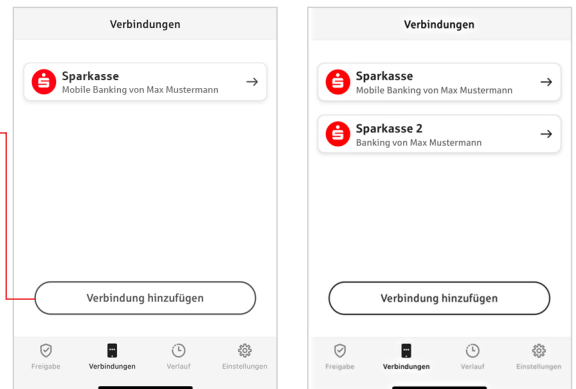 Verbindungen
Sparkasse
Mobile Banking von Max Mustermann
Verbindung hinzufügen
Freigabe
Verbindungen
Verlauf
Einstellungen
Verbindungen
Sparkasse
Mobile Banking von Max Mustermann
Sparkasse 2
Banking von Max Mustermann
Verbindung hinzufügen
Freigabe
Verbindungen
Verlauf
Einstellungen